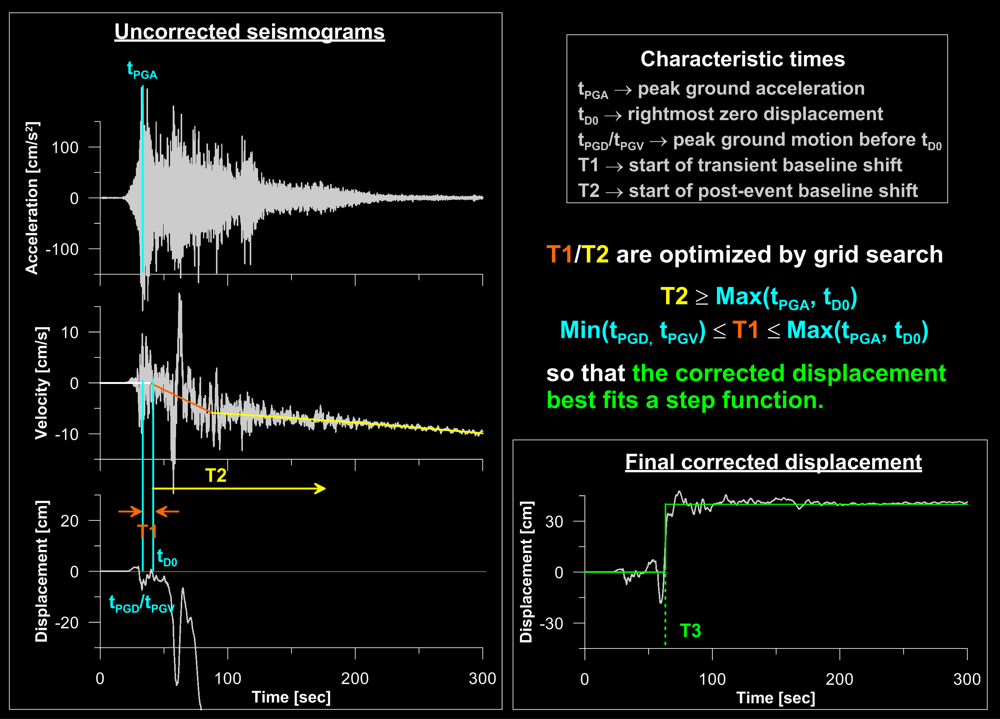 Uncorrected seismograms
tPGA
Acceleration [cm/s²]
100
0
-100
Velocity [cm/s]
10
0
-10
T2
Displacement [cm]
20
0
-20
T1
tD0
tPGD/tPGV
0 100 200 300
Time [sec]
Characteristic times
tPGA → peak ground acceleration
tD0 → rightmost zero displacement
tPGD/tPGV → peak ground motion before tD0
T1 → start of transient baseline shift
T2 → start of post-event baseline shift
T1/T2 are optimized by grid search
T2 ≥ Max(tPGA, tD0)
Min(tPGD, tPGV) ≤ T1 ≤ Max(tPGA, tD0)
so that the corrected displacement
best fits a step function.
Final corrected displacement
Displacement [cm]
30
0
-30
T3
0 100 200 300
Time [sec]